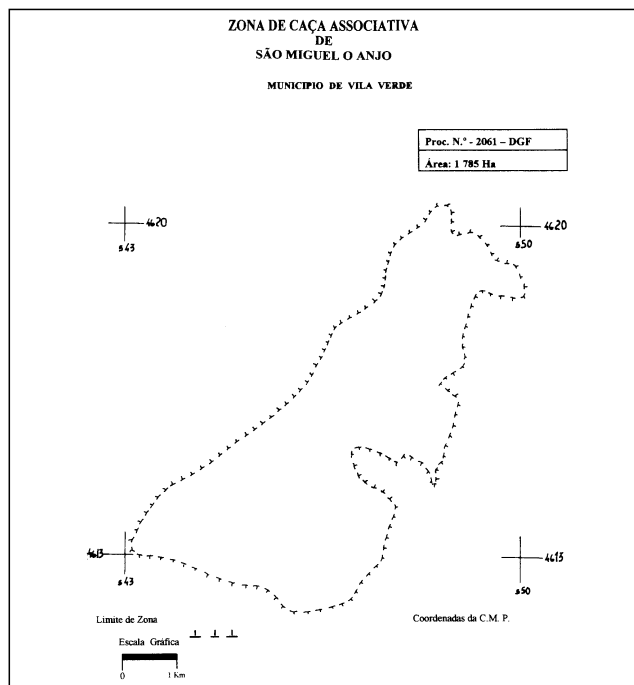 ZONA DE CAÇA ASSOCIATIVA
DE
SÃO MIGUEL O ANJO
MUNICIPIO DE VILA VERDE
Proc. N.º - 2061 – DGF
Área: 1 785 Ha
4620
543
4620
550
543
4615
550
Limite de Zona
Coordenadas da C. M. P.
Escala Gráfica
0 1 Km